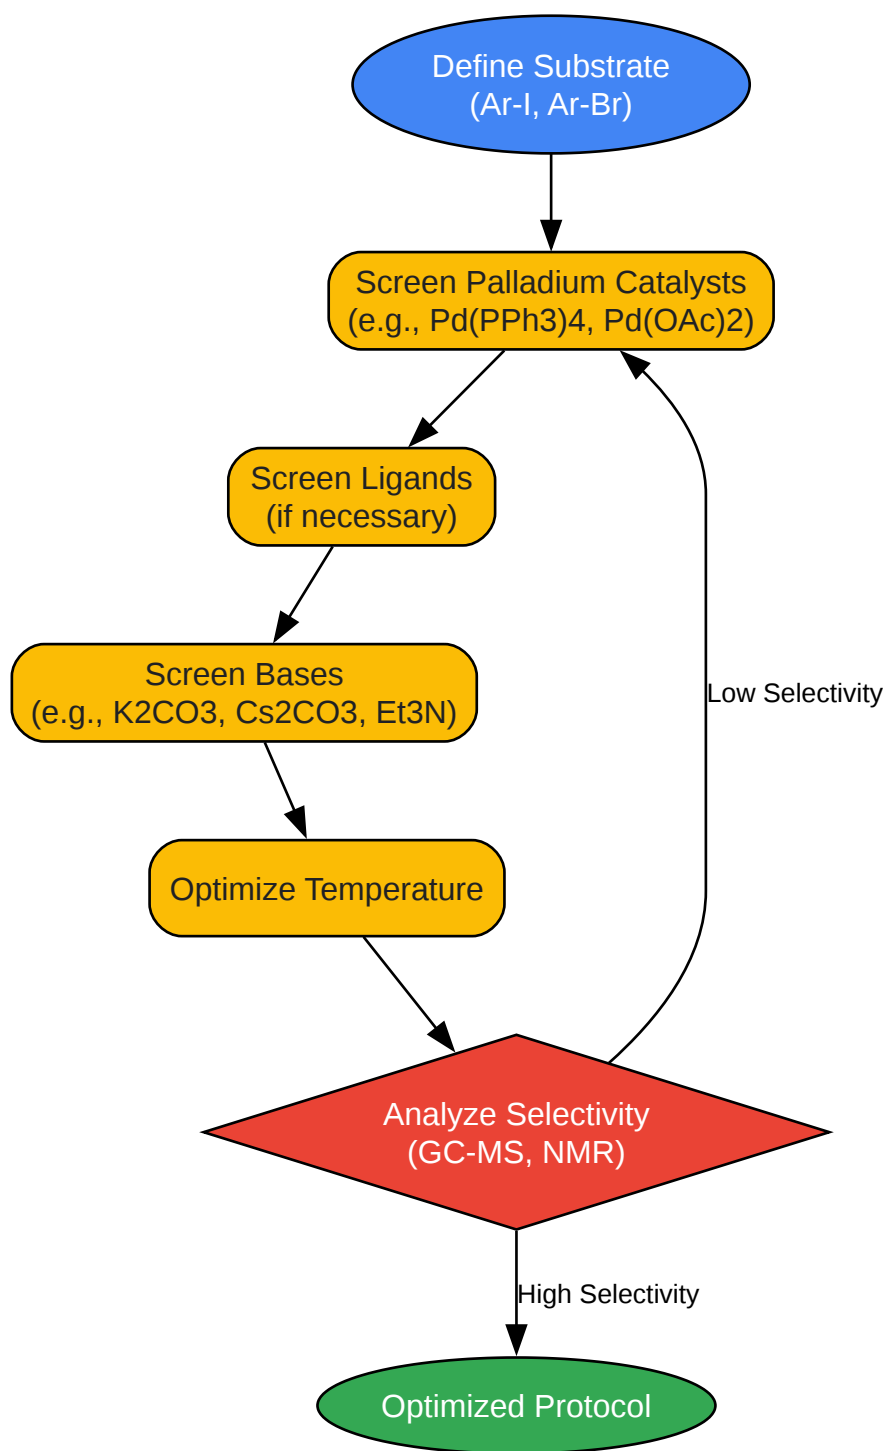 Define Substrate
(Ar-I, Ar-Br)
Screen Palladium Catalysts
(e.g., Pd(PPh3)4, Pd(OAc)2)
Screen Ligands
(if necessary)
Screen Bases
(e.g., K2CO3, Cs2CO3, Et3N)
Low Selectivity
Optimize Temperature
Analyze Selectivity
(GC-MS, NMR)
High Selectivity
Optimized Protocol